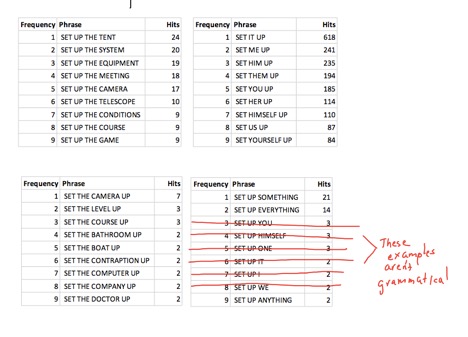 Frequency Phrase Hits
1 SET UP THE TENT 24
2 SET UP THE SYSTEM 20
3 SET UP THE EQUIPMENT 19
4 SET UP THE MEETING 18
5 SET UP THE CAMERA 17
6 SET UP THE TELESCOPE 10
7 SET UP THE CONDITIONS 9
8 SET UP THE COURSE 9
9 SET UP THE GAME 9
Frequency Phrase Hits
1 SET IT UP 618
2 SET ME UP 241
3 SET HIM UP 235
4 SET THEM UP 194
5 SET YOU UP 185
6 SET HER UP 114
7 SET HIMSELF UP 110
8 SET US UP 87
9 SET YOURSELF UP 84
Frequency Phrase Hits
1 SET THE CAMERA UP 7
2 SET THE LEVEL UP 3
3 SET THE COURSE UP 3
4 SET THE BATHROOM UP 2
5 SET THE BOAT UP 2
6 SET THE CONTRAPTION UP 2
7 SET THE COMPUTER UP 2
8 SET THE COMPANY UP 2
9 SET THE DOCTOR UP 2
Frequency Phrase Hits
1 SET UP SOMETHING 21
2 SET UP EVERYTHING 14
3 SET UP YOU 3
4 SET UP HIMSELF 3
5 SET UP ONE 3
6 SET UP IT 2
7 SET UP I 2
8 SET UP WE 2
9 SET UP ANYTHING 2
These
examples
aren't
grammatical